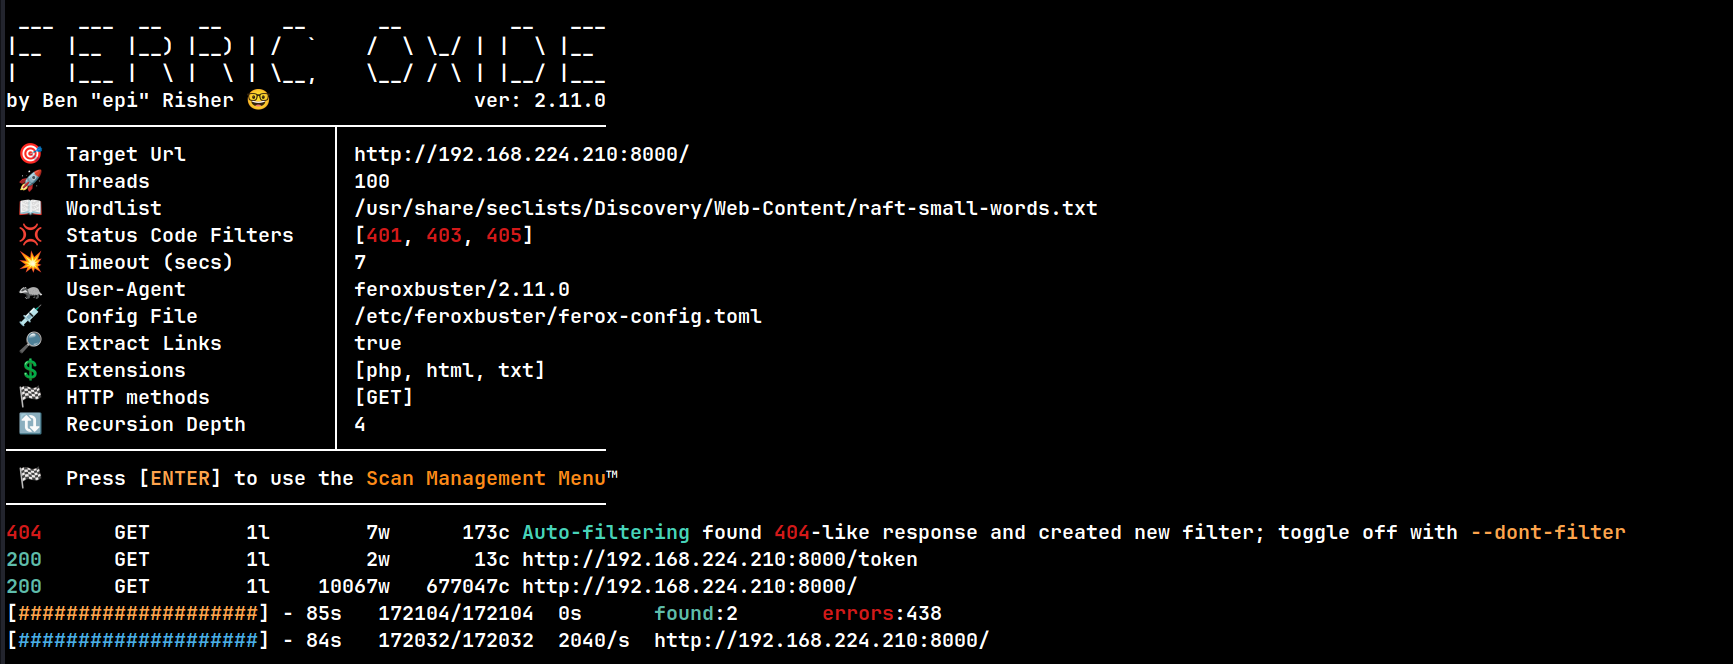 ___  ___  __   __     __      __         __   ___
|__  |__  |__) |__) | /  `    /  \ \_/ | |  \ |__
|    |___ |  \ |  \ | \__,    \__/ / \ | |__/ |___
by Ben "epi" Risher 🤓                 ver: 2.11.0
🎯 Target Url │ http://192.168.224.210:8000/
🚀 Threads │ 100
📖 Wordlist │ /usr/share/seclists/Discovery/Web-Content/raft-small-words.txt
💢 Status Code Filters │ [401, 403, 405]
💥 Timeout (secs) │ 7
🦡 User-Agent │ feroxbuster/2.11.0
💉 Config File │ /etc/feroxbuster/ferox-config.toml
🔎 Extract Links │ true
💲 Extensions │ [php, html, txt]
🏁 HTTP methods │ [GET]
🔃 Recursion Depth │ 4
🏁 Press [ENTER] to use the Scan Management Menu™
404 GET 1l 7w 173c Auto-filtering found 404-like response and created new filter; toggle off with --dont-filter
200 GET 1l 2w 13c http://192.168.224.210:8000/token
200 GET 1l 10067w 677047c http://192.168.224.210:8000/
[####################] - 85s 172104/172104 0s found:2 errors:438
[####################] - 84s 172032/172032 2040/s http://192.168.224.210:8000/